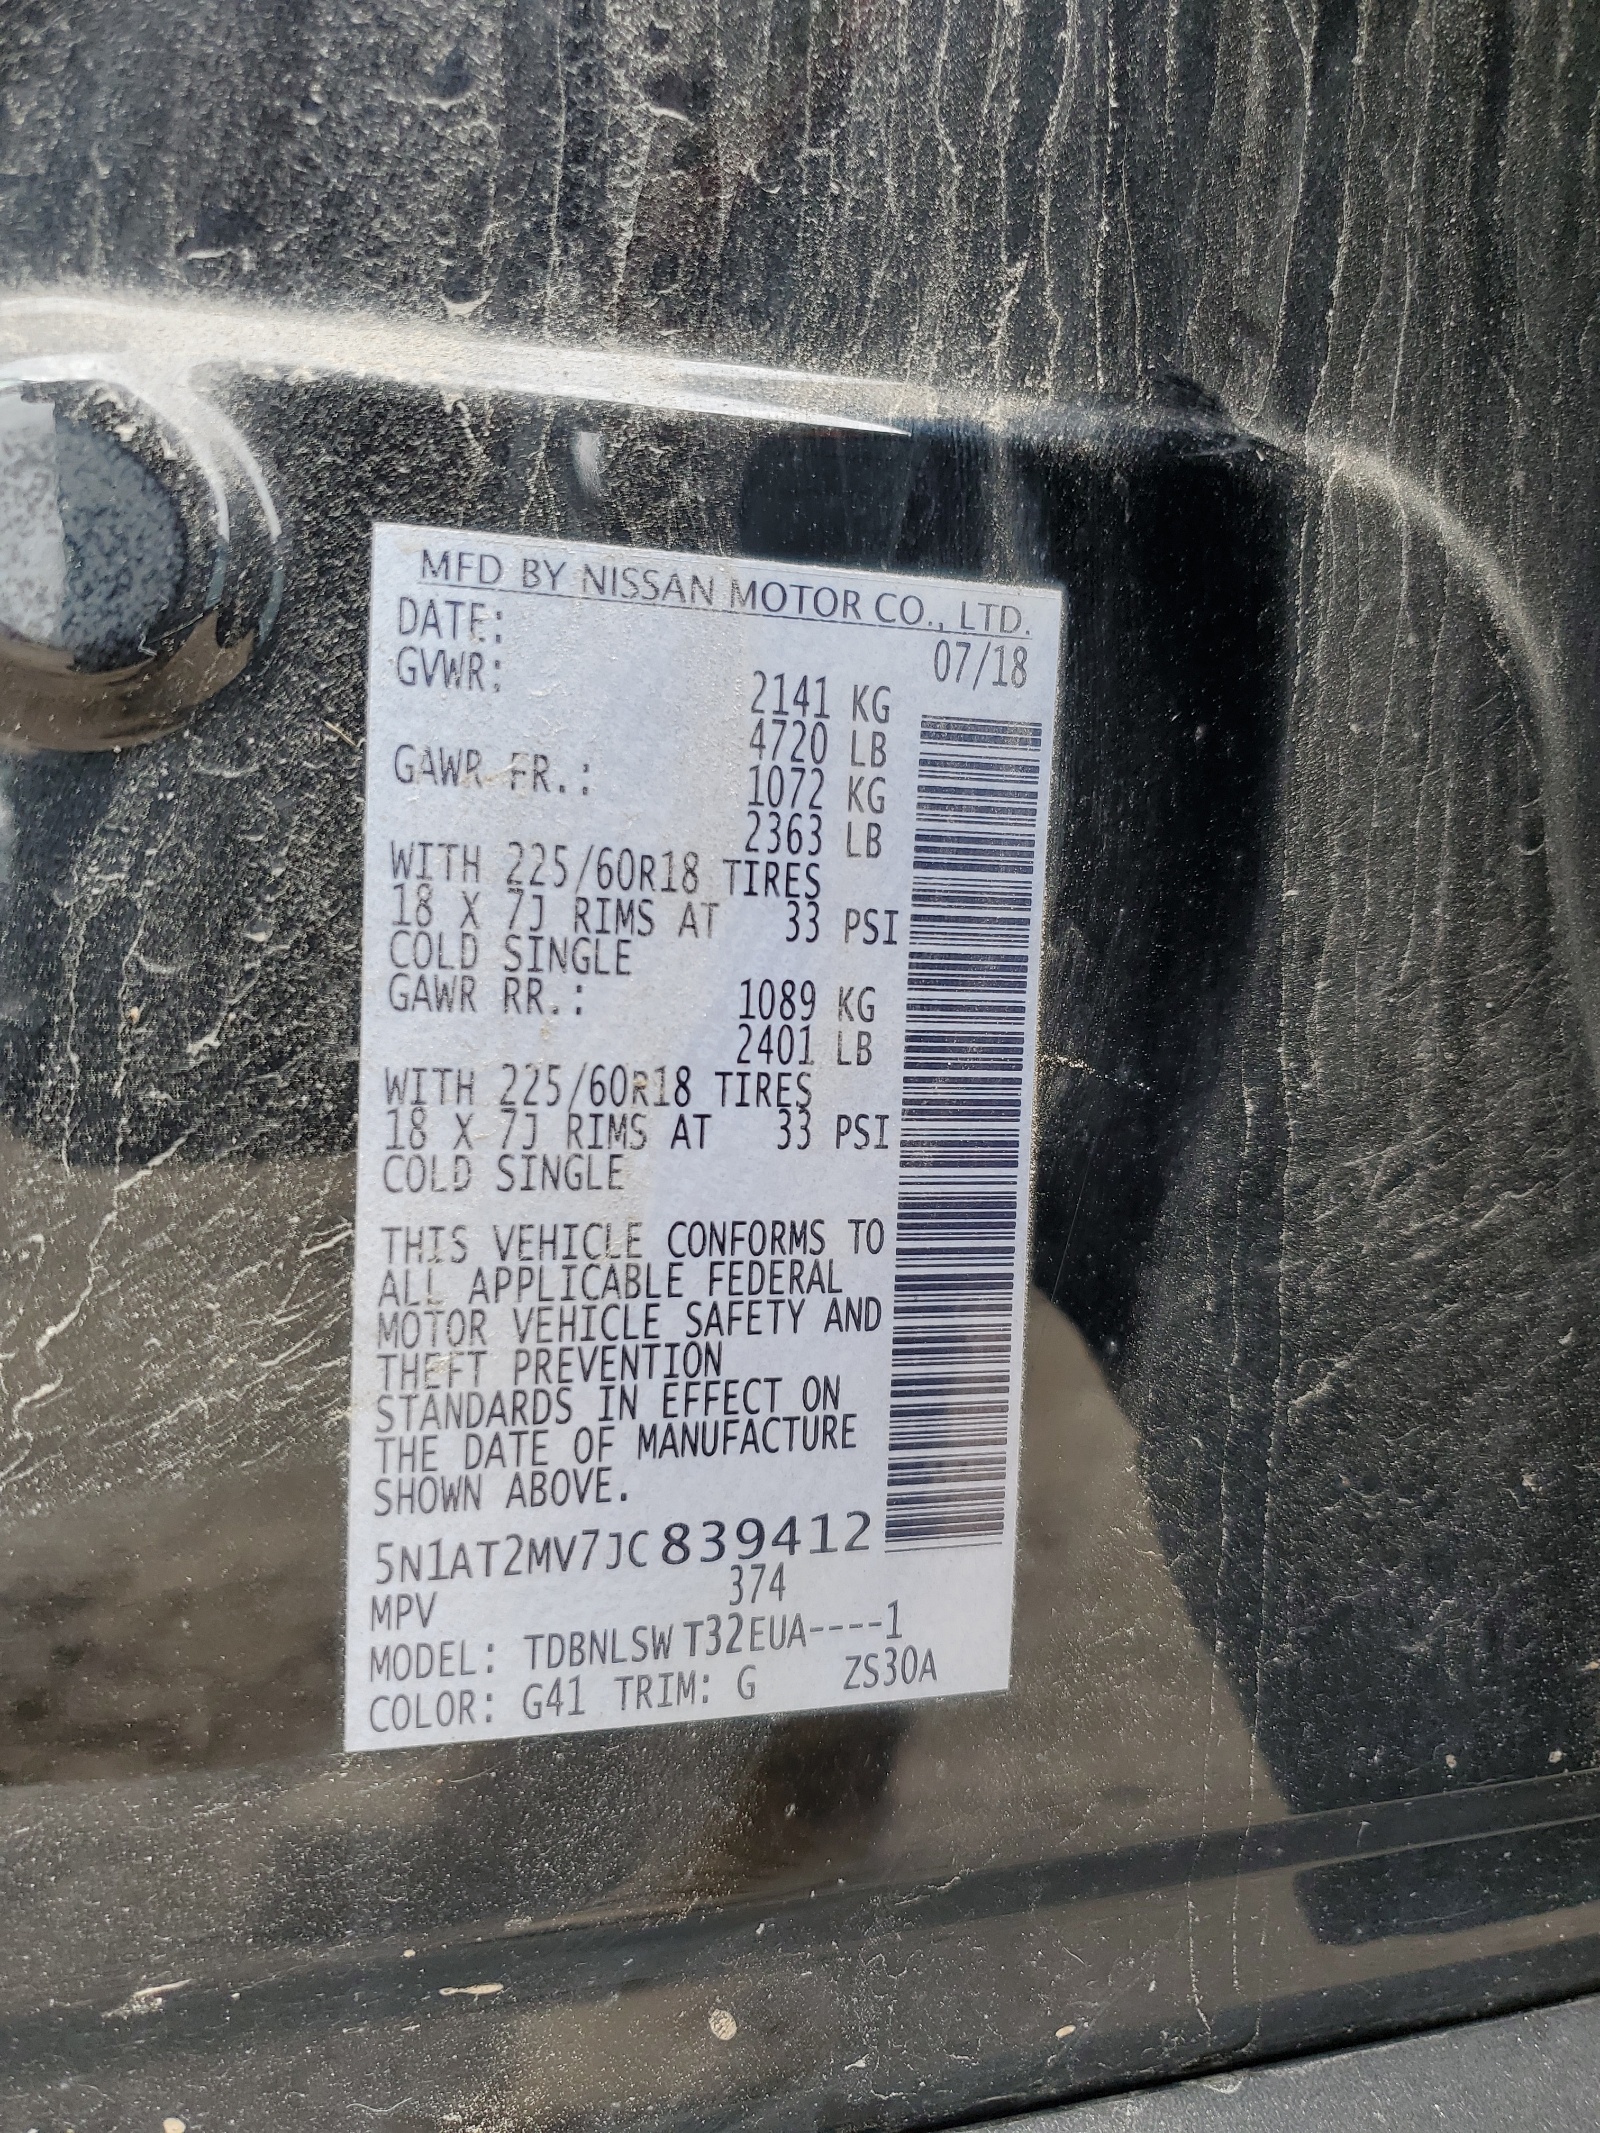 MFD BY NISSAN MOTOR CO., LTD.
DATE: 07/18
GVWR: 2141 KG
4720 LB
GAWR FR.: 1072 KG
2363 LB
WITH 225/60R18 TIRES
18 X 7J RIMS AT 33 PSI
COLD SINGLE
GAWR RR.: 1089 KG
2401 LB
WITH 225/60R18 TIRES
18 X 7J RIMS AT 33 PSI
COLD SINGLE
THIS VEHICLE CONFORMS TO
ALL APPLICABLE FEDERAL
MOTOR VEHICLE SAFETY AND
THEFT PREVENTION
STANDARDS IN EFFECT ON
THE DATE OF MANUFACTURE
SHOWN ABOVE.
5N1AT2MV7JC839412
MPV 374
MODEL: TDBNLSW T32EUA----1
COLOR: G41 TRIM: G ZS30A